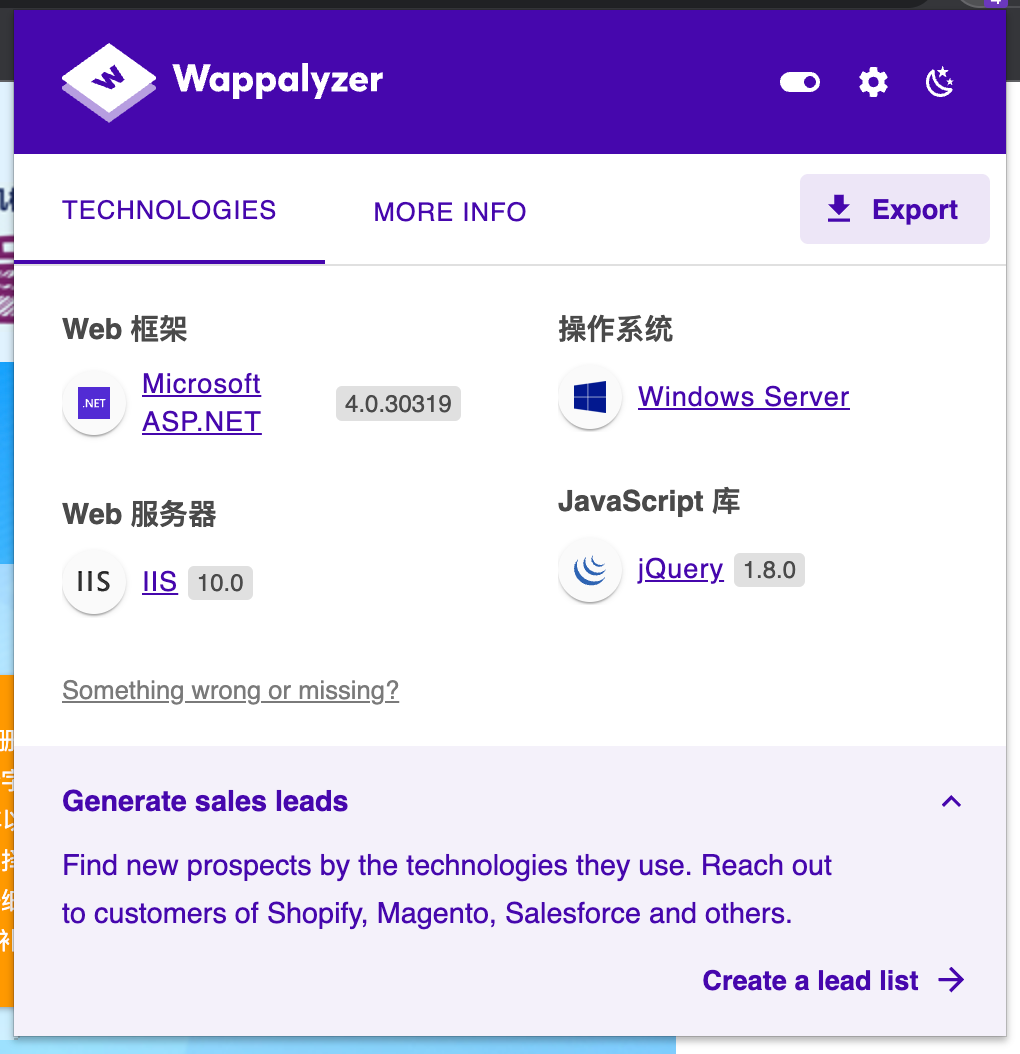 Wappalyzer
TECHNOLOGIES
MORE INFO
Export
Web 框架
.NET
Microsoft
ASP.NET
4.0.30319
操作系统
Windows Server
Web 服务器
IIS
IIS
10.0
JavaScript 库
jQuery
1.8.0
Something wrong or missing?
Generate sales leads
Find new prospects by the technologies they use. Reach out
to customers of Shopify, Magento, Salesforce and others.
Create a lead list